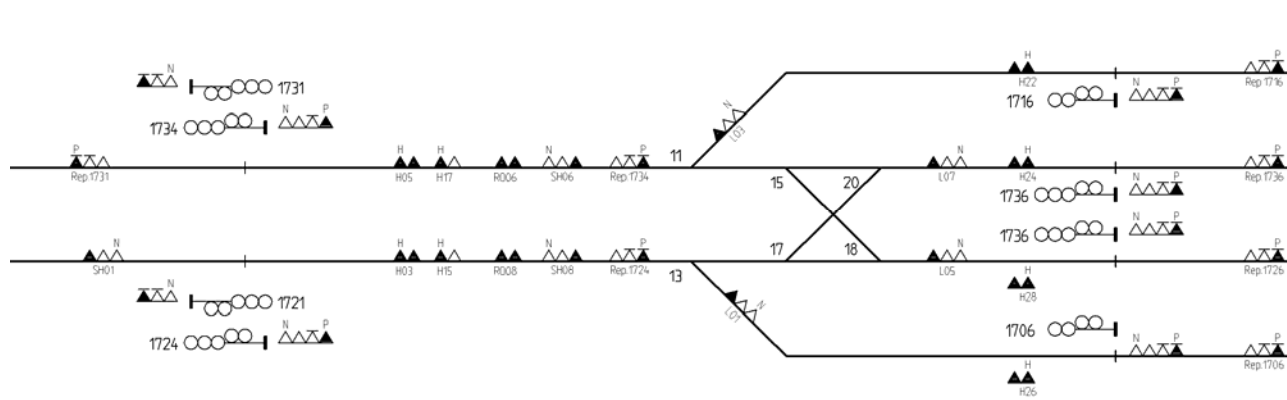 H
P
N
H22
Rep 1716
1731
N
P
1716
N
P
1734
N
L03
P
H
H
N
P
11
N
H
P
Rep.1731
H05
H17
R006
SH06
Rep.1734
15
20
L07
H24
Rep.1736
N
P
1736
N
P
1736
N
H
H
N
P
17
18
N
P
SH01
H03
H15
R008
SH08
Rep.1724
13
L05
H
Rep.1726
H28
N
1721
L01
N
N
P
1724
1706
H
N
P
P
Rep.1706
H26